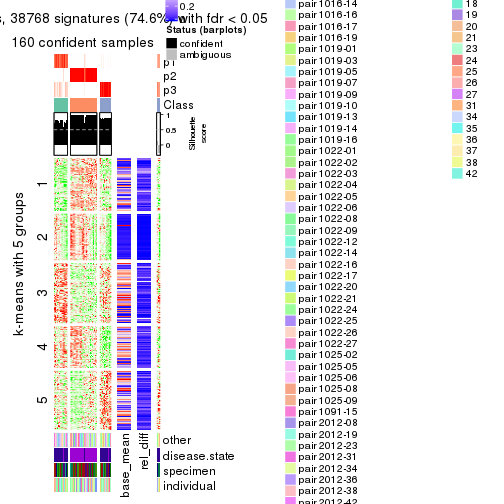 , 38768 signatures (74.6%) with fdr < 0.05
160 confident samples
0.2
Status (barplots)
confident
ambiguous
p1
p2
p3
Class
1
0.5
0
Silhouette
score
k-means with 5 groups
1
2
3
4
5
base_mean
rel_diff
other
disease.state
specimen
individual
pair1016-14
pair1016-16
pair1016-19
pair1019-01
pair1019-03
pair1019-05
pair1019-07
pair1019-09
pair1019-10
pair1019-13
pair1019-14
pair1019-16
pair1022-01
pair1022-02
pair1022-03
pair1022-04
pair1022-05
pair1022-06
pair1022-08
pair1022-09
pair1022-12
pair1022-14
pair1022-16
pair1022-17
pair1022-20
pair1022-21
pair1022-24
pair1022-25
pair1022-26
pair1022-27
pair1025-02
pair1025-05
pair1025-06
pair1025-08
pair1025-09
pair1091-15
pair2012-08
pair2012-19
pair2012-23
pair2012-31
pair2012-34
pair2012-36
pair2012-38
pair2012-42
18
19
20
21
24
25
26
27
31
34
35
36
37
38
42